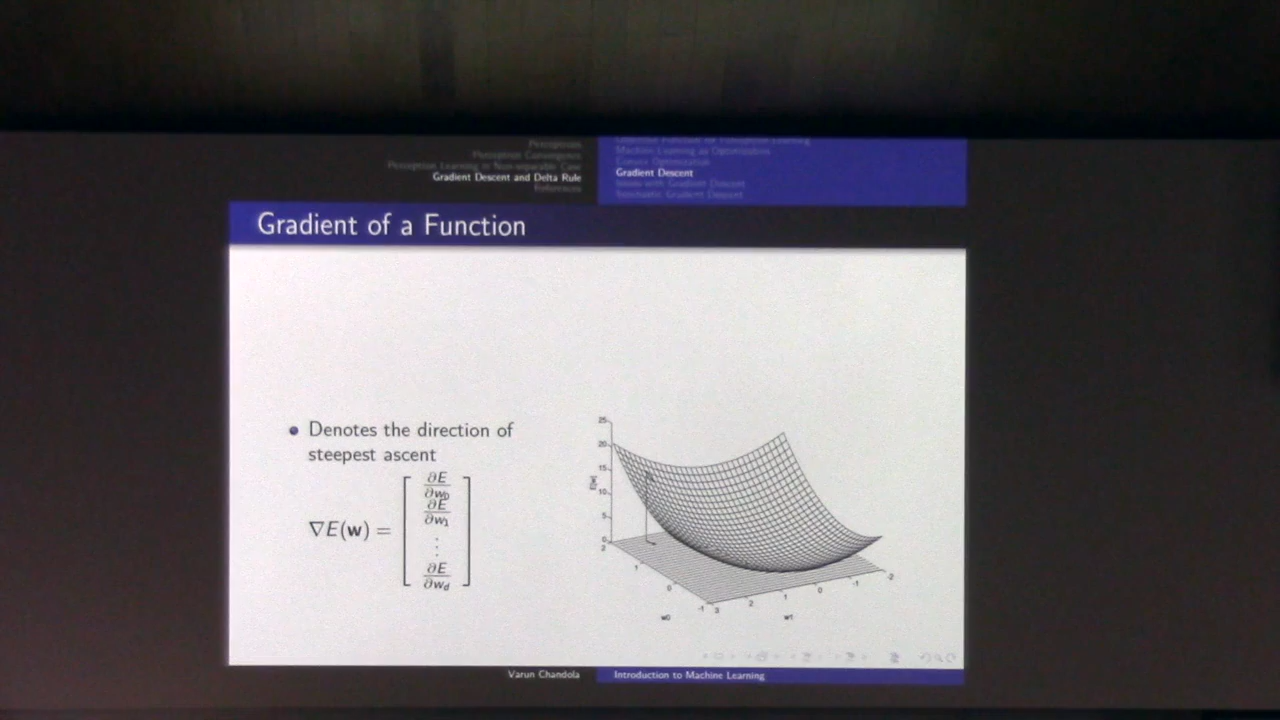 Perceptron
Perceptron Convergence
Perceptron Learning in Non-separable Case
Gradient Descent and Delta Rule
References
Objective Function for Perceptron Learning
Machine Learning as Optimization
Convex Optimization
Gradient Descent
Issues with Gradient Descent
Stochastic Gradient Descent
Gradient of a Function
Denotes the direction of
steepest ascent
∇E(w) =
∂E
∂w0
∂E
∂w1
⋮
∂E
∂wd
25
20
15
10
5
0
E[w]
2
1
0
-1
w0
3
2
1
0
-1
-2
w1
Varun Chandola
Introduction to Machine Learning